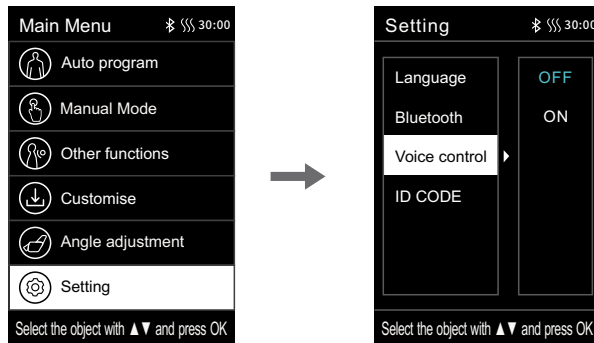 Main Menu 30:00
Auto program
Manual Mode
Other functions
Customise
Angle adjustment
Setting
Select the object with ▲▼ and press OK
Setting 30:00
Language
Bluetooth
Voice control
ID CODE
OFF
ON
Select the object with ▲▼ and press OK